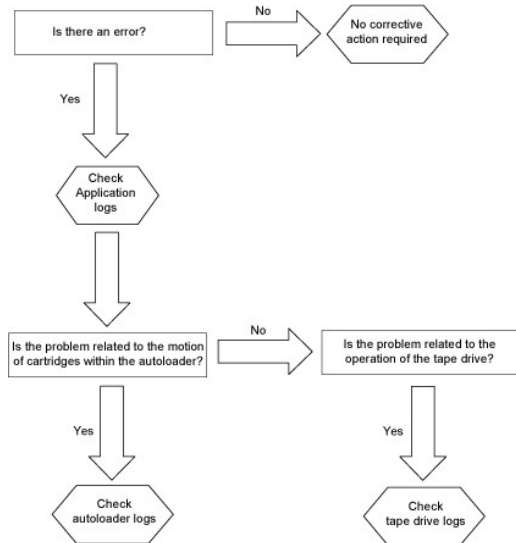 Is there an error?
No
No corrective
action required
Yes
Check
Application
logs
Is the problem related to the motion
of cartridges within the autoloader?
No
Is the problem related to the
operation of the tape drive?
Yes
Yes
Check
autoloader logs
Check
tape drive logs